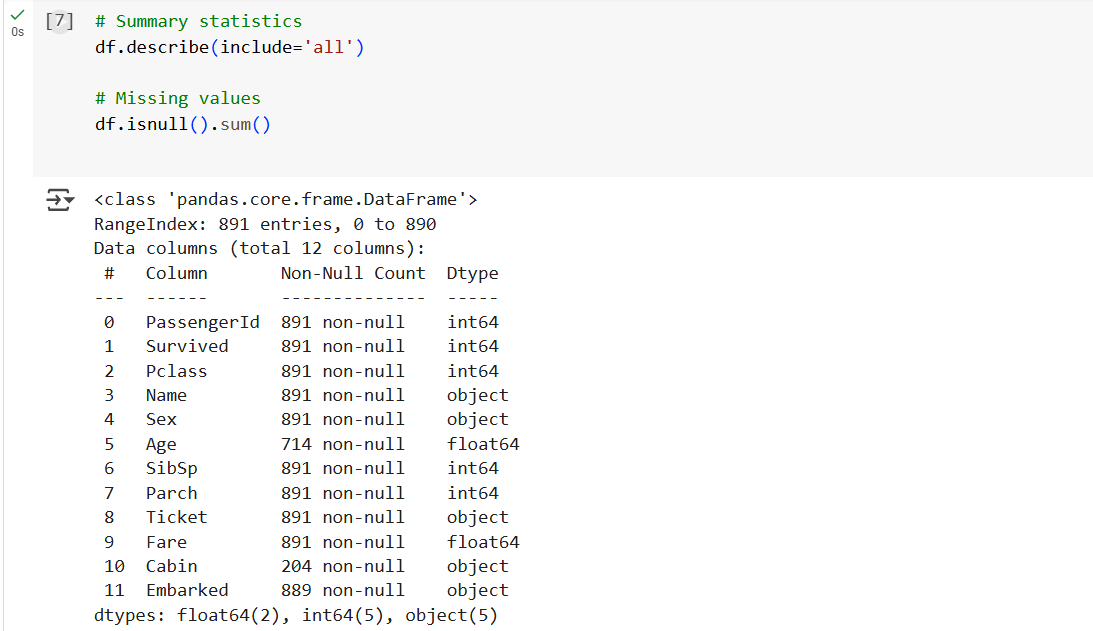 [7] # Summary statistics
0s df.describe(include='all')
# Missing values
df.isnull().sum()
<class 'pandas.core.frame.DataFrame'>
RangeIndex: 891 entries, 0 to 890
Data columns (total 12 columns):
 #   Column       Non-Null Count  Dtype
---  ------       --------------  -----
 0   PassengerId  891 non-null    int64
 1   Survived     891 non-null    int64
 2   Pclass       891 non-null    int64
 3   Name         891 non-null    object
 4   Sex          891 non-null    object
 5   Age          714 non-null    float64
 6   SibSp        891 non-null    int64
 7   Parch        891 non-null    int64
 8   Ticket       891 non-null    object
 9   Fare         891 non-null    float64
 10  Cabin        204 non-null    object
 11  Embarked     889 non-null    object
dtypes: float64(2), int64(5), object(5)